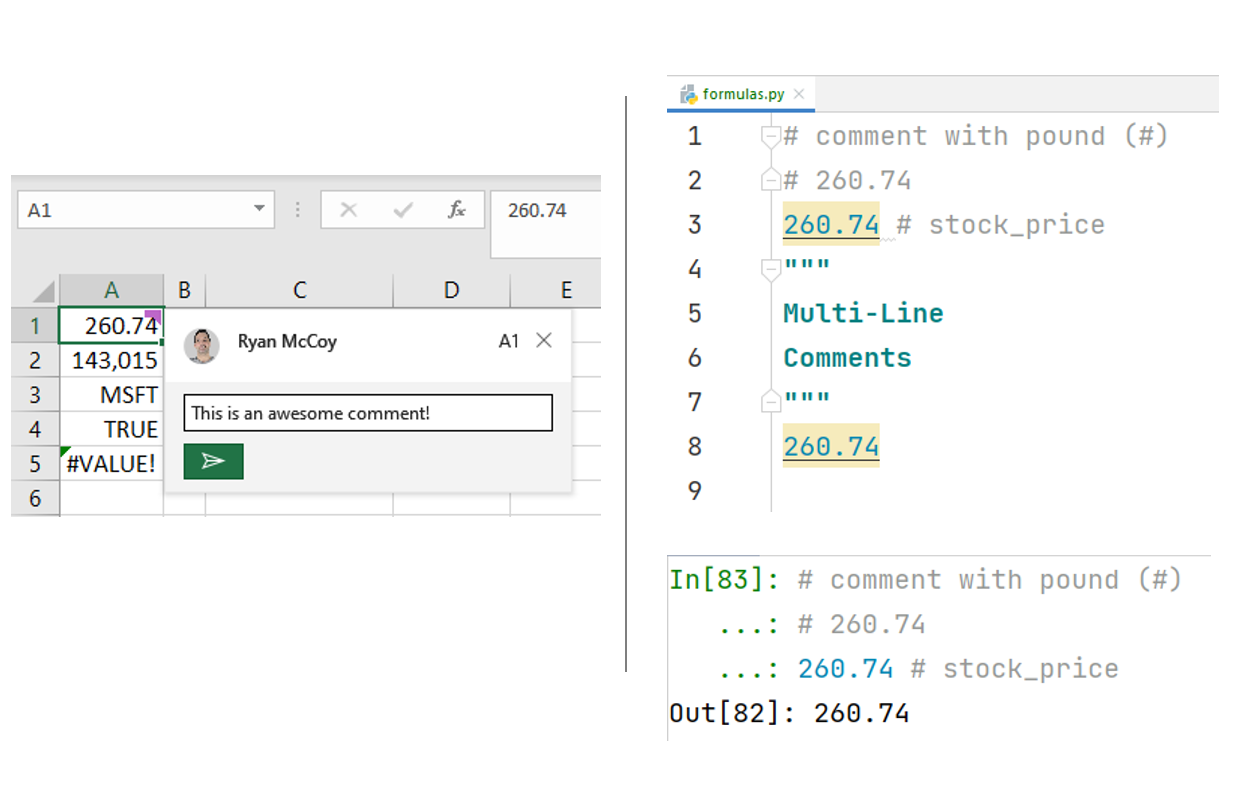 A1 fx 260.74
A B C D E
1 260.74
2 143,015
3 MSFT
4 TRUE
5 #VALUE!
6
Ryan McCoy A1
This is an awesome comment!
formulas.py
1 # comment with pound (#)
2 # 260.74
3 260.74 # stock_price
4 """
5 Multi-Line
6 Comments
7 """
8 260.74
9
In[83]: # comment with pound (#)
...: # 260.74
...: 260.74 # stock_price
Out[82]: 260.74